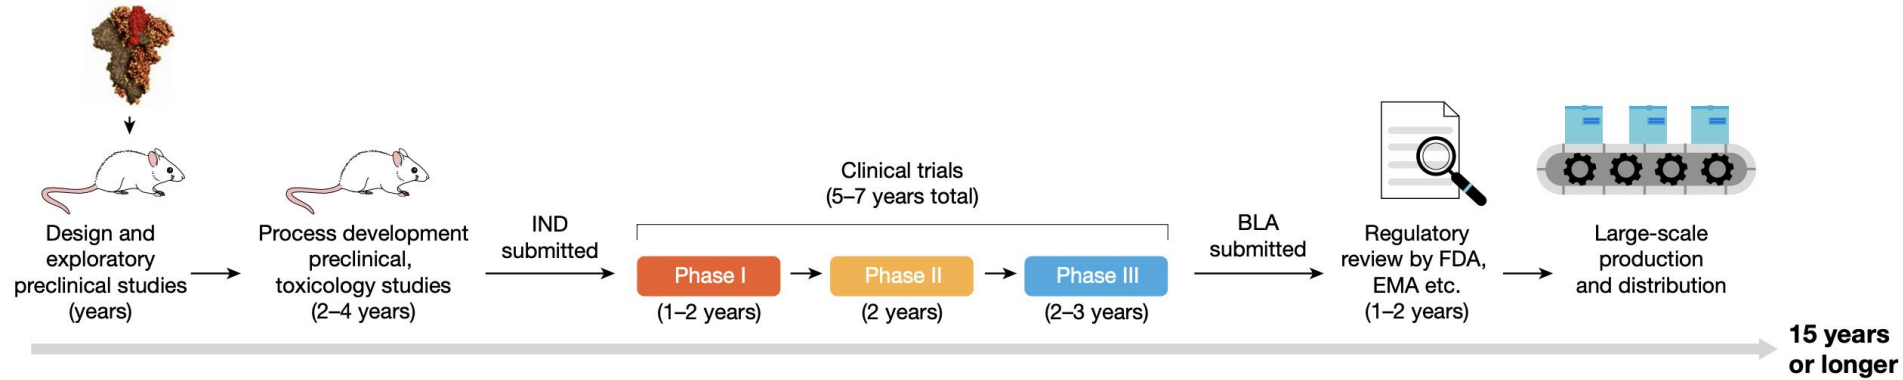 Design and
exploratory
preclinical studies
(years)
Process development
preclinical,
toxicology studies
(2–4 years)
IND
submitted
Clinical trials
(5–7 years total)
Phase I
(1–2 years)
Phase II
(2 years)
Phase III
(2–3 years)
BLA
submitted
Regulatory
review by FDA,
EMA etc.
(1–2 years)
Large-scale
production
and distribution
15 years
or longer